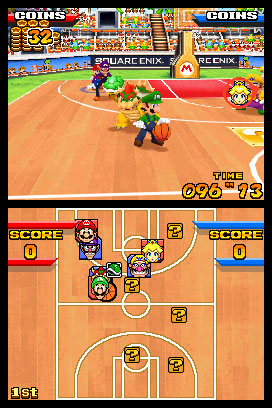 COINS
COINS
32
SQUARE ENIX.
M
SQUARE ENIX.
TIME
096"13
SCORE
0
SCORE
0
?
?
?
?
?
1st